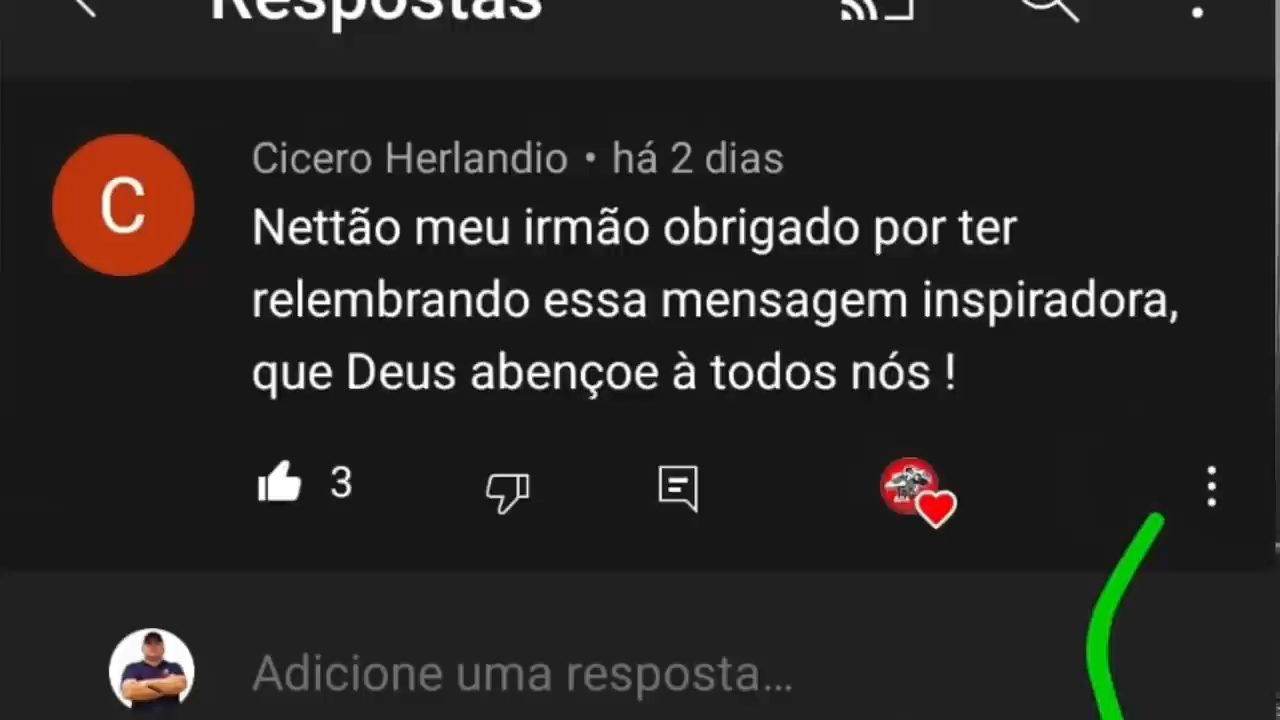 Respostas
C
Cicero Herlandio • há 2 dias
Nettão meu irmão obrigado por ter
relembrando essa mensagem inspiradora,
que Deus abençoe à todos nós !
3
Adicione uma resposta...